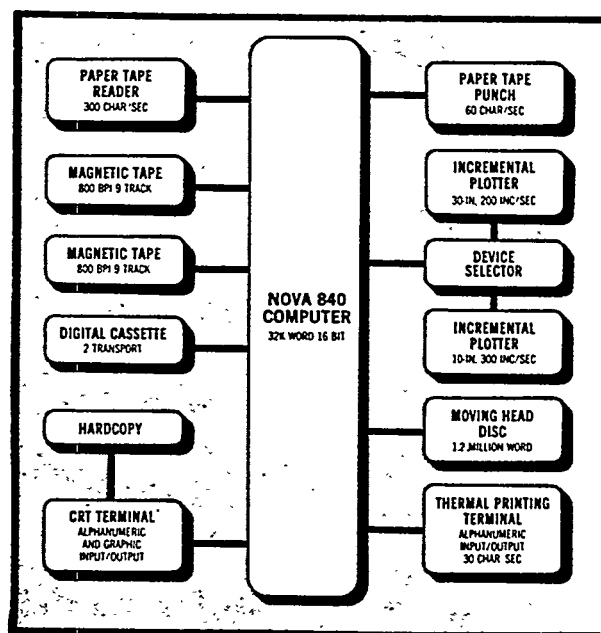 PAPER TAPE
READER
300 CHAR/SEC
MAGNETIC TAPE
800 BPI 9 TRACK
MAGNETIC TAPE
800 BPI 9 TRACK
DIGITAL CASSETTE
2 TRANSPORT
HARDCOPY
CRT TERMINAL
ALPHANUMERIC
AND GRAPHIC
INPUT/OUTPUT
NOVA 840
COMPUTER
32K WORD 16 BIT
PAPER TAPE
PUNCH
60 CHAR/SEC
INCREMENTAL
PLOTTER
30-IN, 200 INC/SEC
DEVICE
SELECTOR
INCREMENTAL
PLOTTER
10-IN, 300 INC/SEC
MOVING HEAD
DISC
1.2 MILLION WORD
THERMAL PRINTING
TERMINAL
ALPHANUMERIC
INPUT/OUTPUT
30 CHAR SEC